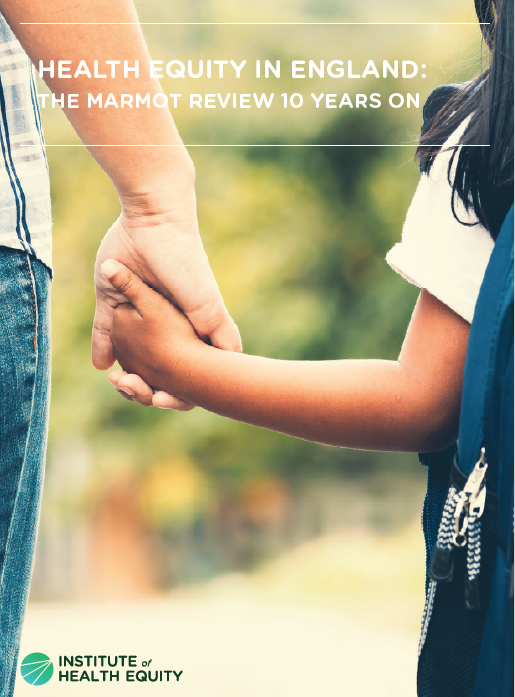 HEALTH EQUITY IN ENGLAND:
THE MARMOT REVIEW 10 YEARS ON
INSTITUTE of
HEALTH EQUITY